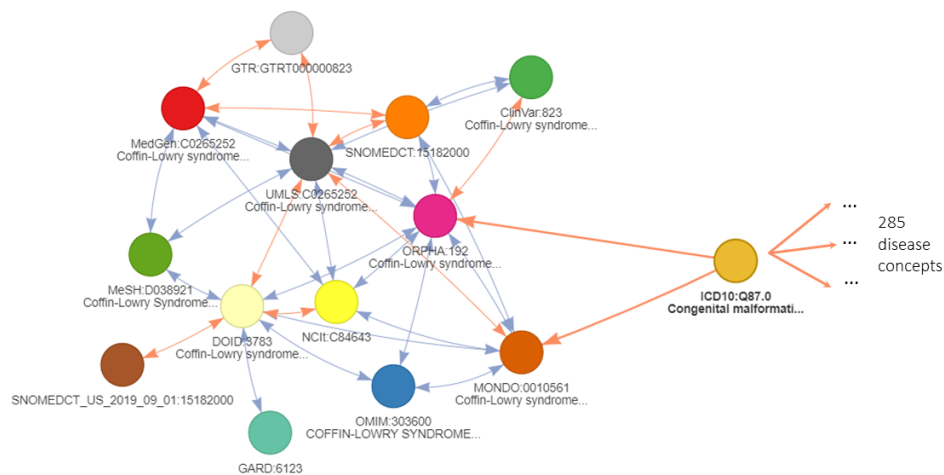 GTR:GTRT000000823
ClinVar:823
Coffin-Lowry syndrome...
MedGen:C0265252
Coffin-Lowry syndrome...
SNOMEDCT:15182000
UMLS:C0265252
Coffin-Lowry syndrome...
ORPHA:192
Coffin-Lowry syndrome...
...
... 285
disease
concepts
...
MeSH:D038921
Coffin-Lowry Syndrome...
ICD10:Q87.0
Congenital malformati...
NCIt:C84643
DOID:3783
Coffin-Lowry syndrome...
SNOMEDCT_US_2019_09_01:15182000
MONDO:0010561
Coffin-Lowry syndrome...
OMIM:303600
COFFIN-LOWRY SYNDROME...
GARD:6123